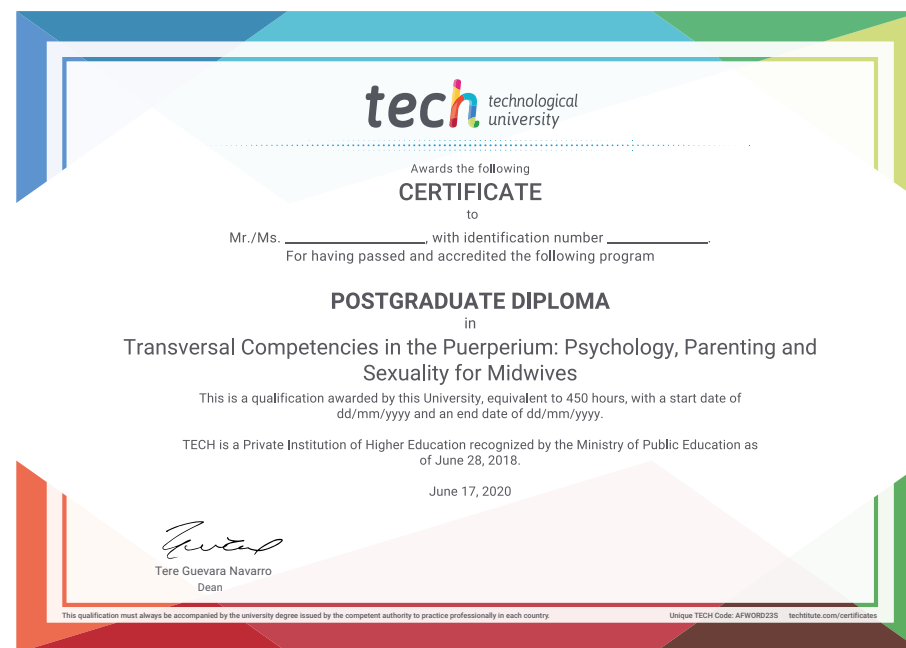 tech technological
university
Awards the following
CERTIFICATE
to
Mr./Ms. ____________________, with identification number ______________.
For having passed and accredited the following program
POSTGRADUATE DIPLOMA
in
Transversal Competencies in the Puerperium: Psychology, Parenting and
Sexuality for Midwives
This is a qualification awarded by this University, equivalent to 450 hours, with a start date of
dd/mm/yyyy and an end date of dd/mm/yyyy.
TECH is a Private Institution of Higher Education recognized by the Ministry of Public Education as
of June 28, 2018.
June 17, 2020
Tere Guevara Navarro
Dean
This qualification must always be accompanied by the university degree issued by the competent authority to practice professionally in each country. Unique TECH Code: AFWORD23S techtitute.com/certificates